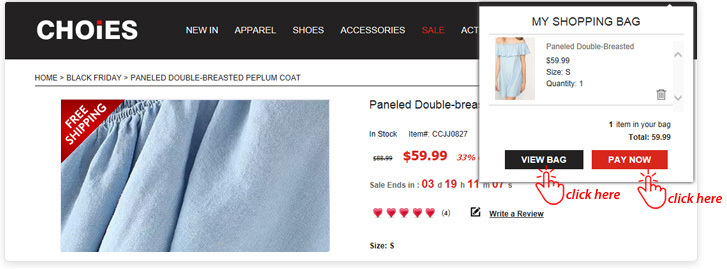 CHOiES
NEW IN APPAREL SHOES ACCESSORIES SALE ACT
MY SHOPPING BAG
Paneled Double-Breasted
$59.99
Size: S
Quantity: 1
1 item in your bag
Total: 59.99
VIEW BAG PAY NOW
click here click here
HOME > BLACK FRIDAY > PANELED DOUBLE-BREASTED PEPLUM COAT
FREE
SHIPPING
Paneled Double-breas
In Stock Item#: CCJJ0827
$88.99 $59.99 33%
Sale Ends in : 03 d 19 h 11 m 07 s
(4) Write a Review
Size: S